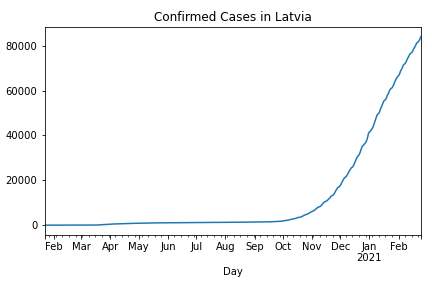 Confirmed Cases in Latvia
80000
60000
40000
20000
0
Feb Mar Apr May Jun Jul Aug Sep Oct Nov Dec Jan Feb
2021
Day